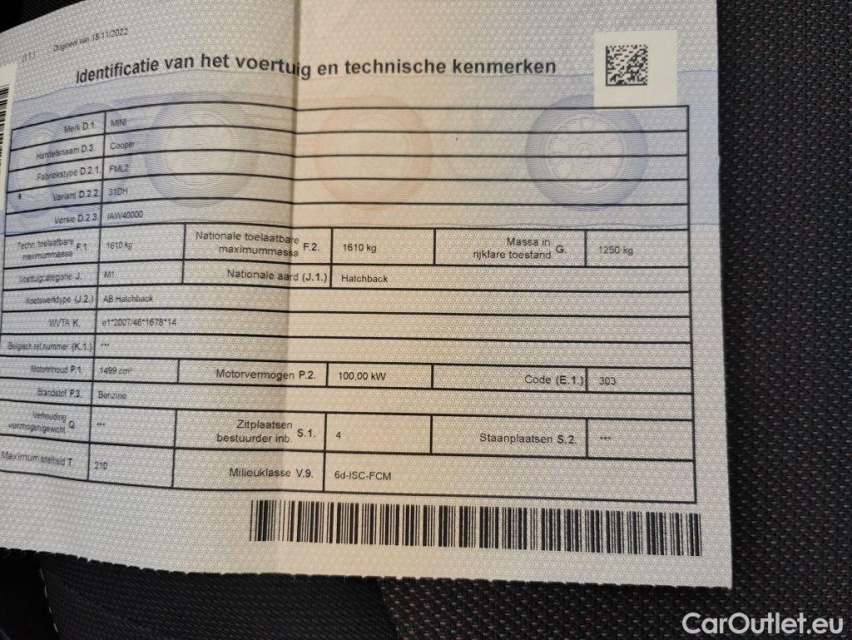 (11.) Origineel van 18/11/2022
Identificatie van het voertuig en technische kenmerken
Merk D.1. MINI
Handelsnaam D.3. Cooper
Fabriekstype D.2.1. FML2
Variant D.2.2. 31DH
Versie D.2.3. IAW40000
Techn. toelaatbare maximummassa F.1. 1610 kg Nationale toelaatbare maximummassa F.2. 1610 kg Massa in rijklare toestand G. 1250 kg
Voertuigcategorie J. M1 Nationale aard (J.1.) Hatchback
Koetswerktype (J.2.) AB Hatchback
WVTA K. e1*2007/46*1678*14
Belgisch ref.nummer (K.1.) ***
Motorinhoud P.1. 1499 cm³ Motorvermogen P.2. 100,00 kW Code (E.1.) 303
Brandstof P.3. Benzine
Verhouding vermogen/gewicht Q. *** Zitplaatsen bestuurder inb. S.1. 4 Staanplaatsen S.2. ***
Maximum snelheid T. 210 Milieuklasse V.9. 6d-ISC-FCM
CarOutlet.eu